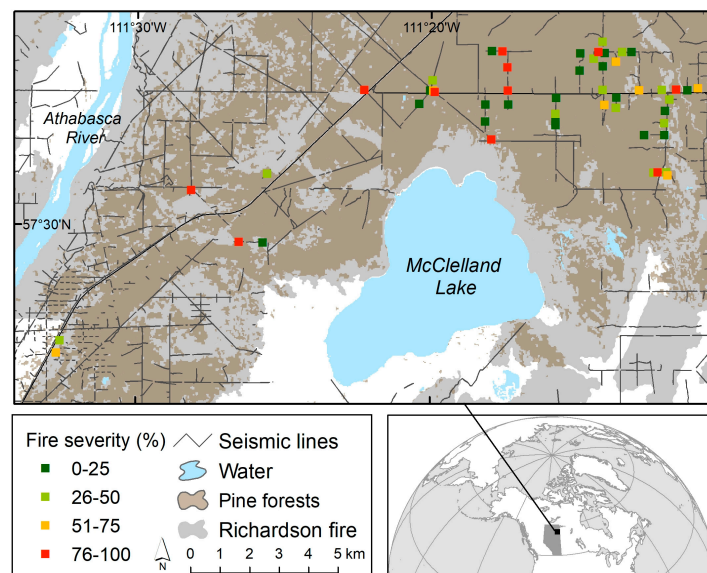 111°30'W 111°20'W
Athabasca
River
57°30'N
McClelland
Lake
Fire severity (%)
0-25
26-50
51-75
76-100
Seismic lines
Water
Pine forests
Richardson fire
N
0 1 2 3 4 5 km